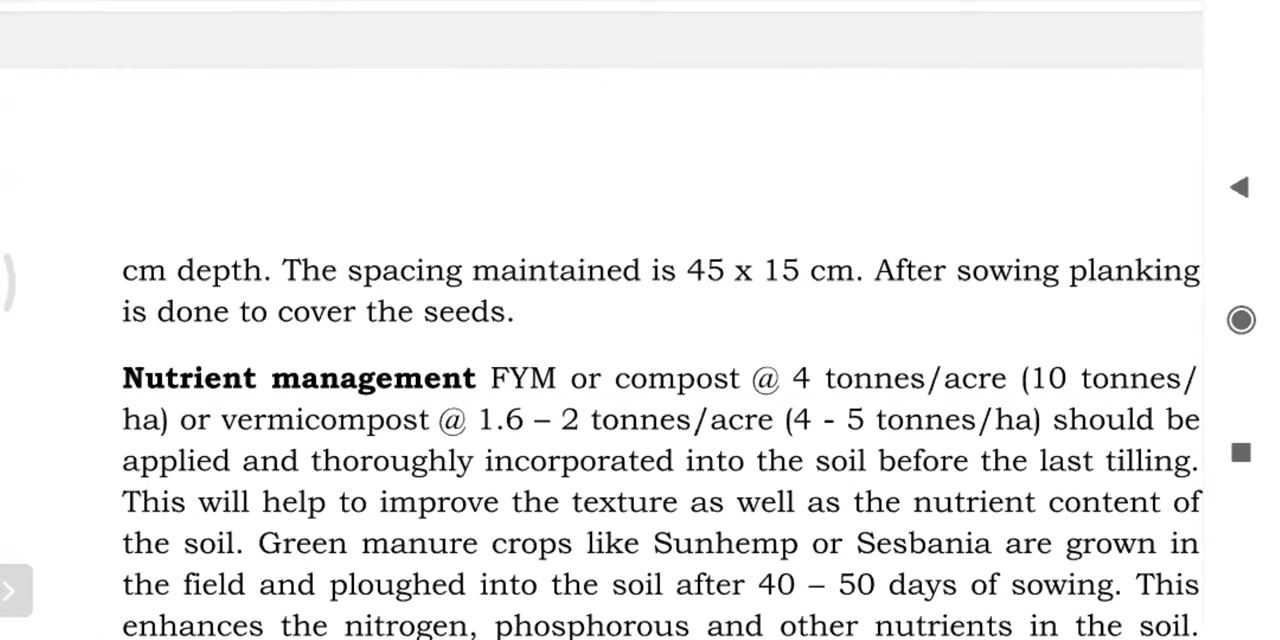 cm depth. The spacing maintained is 45 x 15 cm. After sowing planking
is done to cover the seeds.
Nutrient management FYM or compost @ 4 tonnes/acre (10 tonnes/
ha) or vermicompost @ 1.6 – 2 tonnes/acre (4 - 5 tonnes/ha) should be
applied and thoroughly incorporated into the soil before the last tilling.
This will help to improve the texture as well as the nutrient content of
the soil. Green manure crops like Sunhemp or Sesbania are grown in
the field and ploughed into the soil after 40 – 50 days of sowing. This
enhances the nitrogen, phosphorous and other nutrients in the soil.